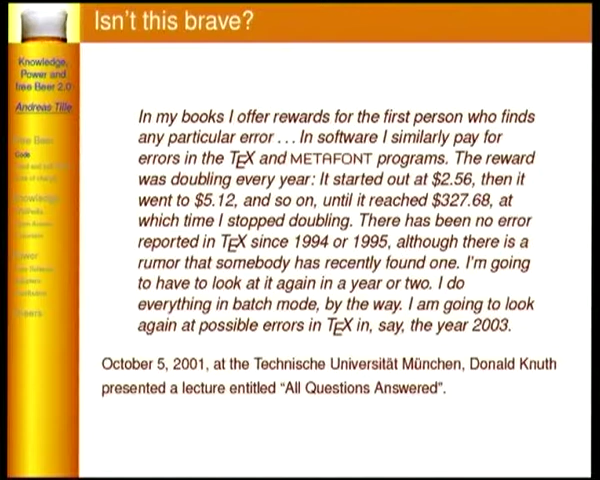 Isn't this brave?
Knowledge,
Power and
free Beer 2.0
Andreas Tille
Code
In my books I offer rewards for the first person who finds
any particular error . . . In software I similarly pay for
errors in the TEX and METAFONT programs. The reward
was doubling every year: It started out at $2.56, then it
went to $5.12, and so on, until it reached $327.68, at
which time I stopped doubling. There has been no error
reported in TEX since 1994 or 1995, although there is a
rumor that somebody has recently found one. I'm going
to have to look at it again in a year or two. I do
everything in batch mode, by the way. I am going to look
again at possible errors in TEX in, say, the year 2003.
October 5, 2001, at the Technische Universität München, Donald Knuth
presented a lecture entitled “All Questions Answered”.